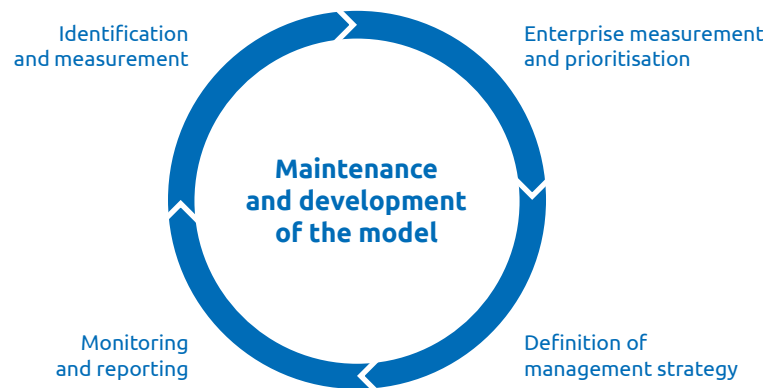 Identification
and measurement
Enterprise measurement
and prioritisation
Maintenance
and development
of the model
Monitoring
and reporting
Definition of
management strategy